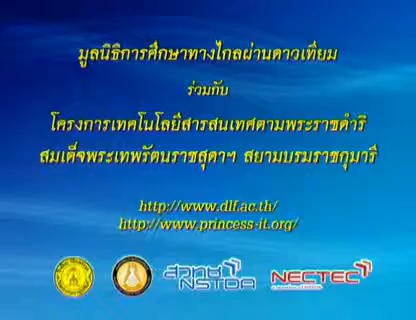 มูลนิธิการศึกษาทางไกลผ่านดาวเทียม
ร่วมกับ
โครงการเทคโนโลยีสารสนเทศตามพระราชดำริ
สมเด็จพระเทพรัตนราชสุดาฯ สยามบรมราชกุมารี
http://www.dlf.ac.th/
http://www.princess-it.org/
สวทช
NSTDA
NECTEC